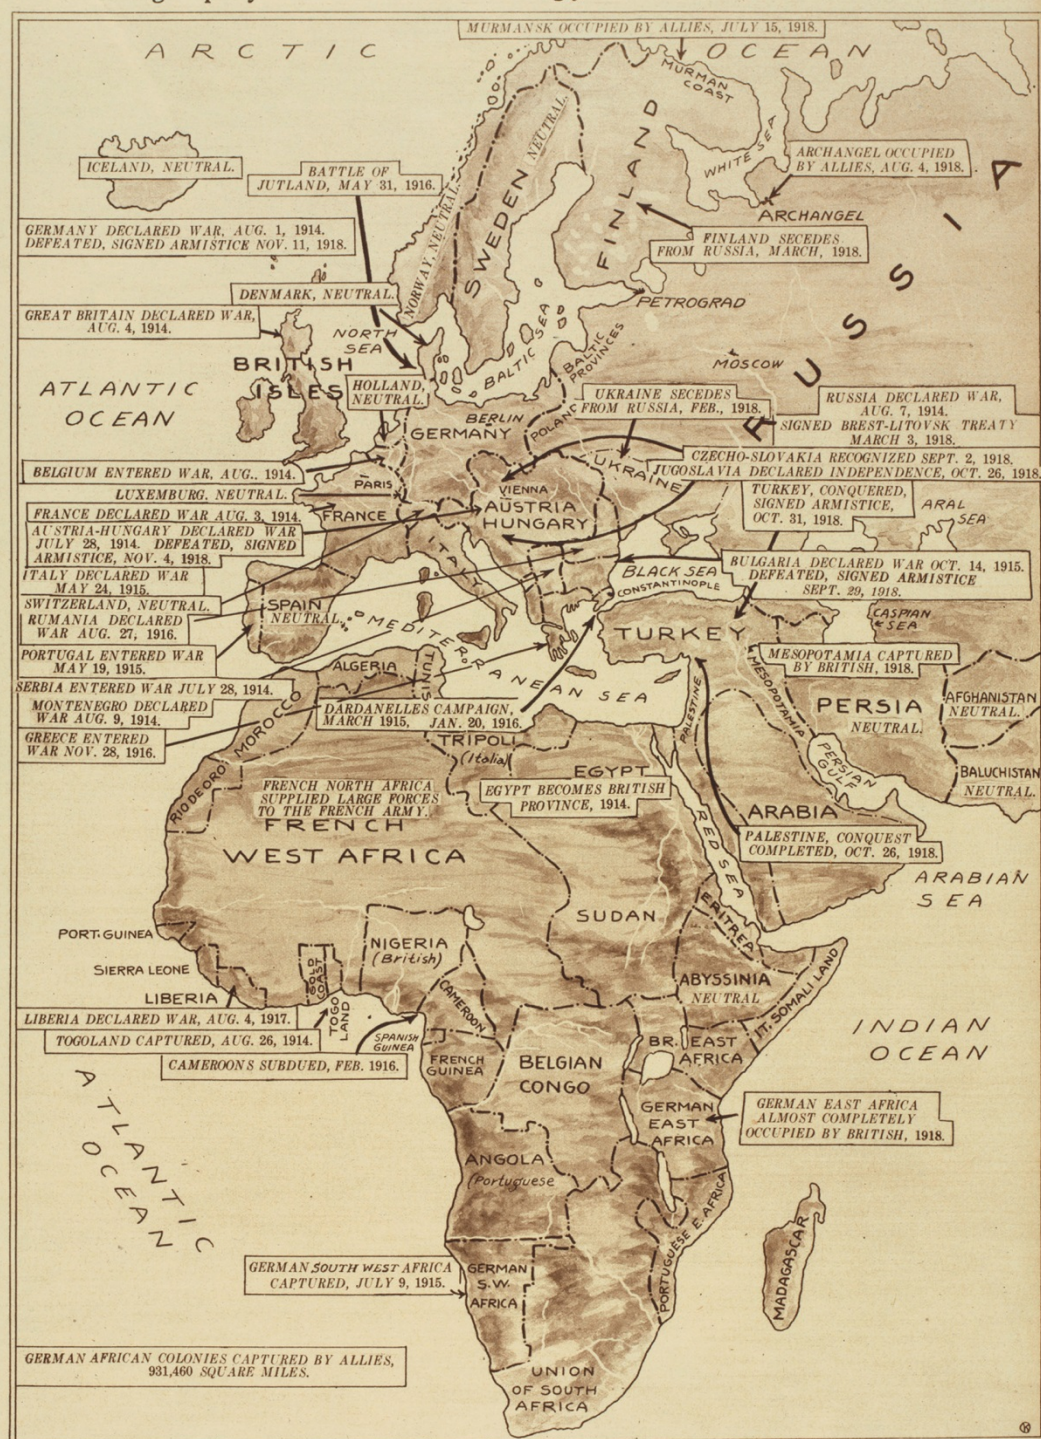 MURMANSK OCCUPIED BY ALLIES, JULY 15, 1918.
ARCTIC OCEAN
MURMAN
COAST
WHITE SEA
ICELAND, NEUTRAL.
BATTLE OF
JUTLAND, MAY 31, 1916.
ARCHANGEL OCCUPIED
BY ALLIES, AUG. 4, 1918.
ARCHANGEL
NORWAY, NEUTRAL.
SWEDEN NEUTRAL.
FINLAND
RUSSIA
GERMANY DECLARED WAR, AUG. 1, 1914.
DEFEATED, SIGNED ARMISTICE NOV. 11, 1918.
FINLAND SECEDES
FROM RUSSIA, MARCH, 1918.
DENMARK, NEUTRAL.
PETROGRAD
GREAT BRITAIN DECLARED WAR,
AUG. 4, 1914.
NORTH
SEA
BALTIC SEA
BALTIC
PROVINCES
MOSCOW
BRITISH
ISLES
ATLANTIC
OCEAN
HOLLAND,
NEUTRAL.
BERLIN
GERMANY
POLAND
UKRAINE SECEDES
FROM RUSSIA, FEB., 1918.
RUSSIA DECLARED WAR,
AUG. 7, 1914.
SIGNED BREST-LITOVSK TREATY
MARCH 3, 1918.
CZECHO-SLOVAKIA RECOGNIZED SEPT. 2, 1918.
JUGOSLAVIA DECLARED INDEPENDENCE, OCT. 26, 1918.
UKRAINE
BELGIUM ENTERED WAR, AUG.. 1914.
LUXEMBURG, NEUTRAL.
PARIS
VIENNA
FRANCE DECLARED WAR AUG. 3, 1914.
FRANCE
AUSTRIA
HUNGARY
TURKEY, CONQUERED,
SIGNED ARMISTICE,
OCT. 31, 1918.
ARAL
SEA
AUSTRIA-HUNGARY DECLARED WAR
JULY 28, 1914. DEFEATED, SIGNED
ARMISTICE, NOV. 4, 1918.
ITALY
BLACK SEA
CONSTANTINOPLE
BULGARIA DECLARED WAR OCT. 14, 1915.
DEFEATED, SIGNED ARMISTICE
SEPT. 29, 1918.
ITALY DECLARED WAR
MAY 24, 1915.
SWITZERLAND, NEUTRAL.
SPAIN
NEUTRAL.
CASPIAN
SEA
RUMANIA DECLARED
WAR AUG. 27, 1916.
MEDITERRANEAN SEA
TURKEY
PORTUGAL ENTERED WAR
MAY 19, 1915.
ALGERIA
TUNIS
MESOPOTAMIA CAPTURED
BY BRITISH, 1918.
MESOPOTAMIA
SERBIA ENTERED WAR JULY 28, 1914.
MONTENEGRO DECLARED
WAR AUG. 9, 1914.
DARDANELLES CAMPAIGN,
MARCH 1915, JAN. 20, 1916.
PALESTINE
PERSIA
NEUTRAL.
AFGHANISTAN
NEUTRAL.
GREECE ENTERED
WAR NOV. 28, 1916.
MOROCCO
TRIPOLI
(Italia)
PERSIAN
GULF
BALUCHISTAN
NEUTRAL.
RIO DE ORO
EGYPT
EGYPT BECOMES BRITISH
PROVINCE, 1914.
FRENCH NORTH AFRICA
SUPPLIED LARGE FORCES
TO THE FRENCH ARMY.
FRENCH
WEST AFRICA
RED SEA
ARABIA
PALESTINE, CONQUEST
COMPLETED, OCT. 26, 1918.
ARABIAN
SEA
SUDAN
ERITREA
PORT. GUINEA
NIGERIA
(British)
SIERRA LEONE
LIBERIA
GOLD
COAST
TOGO
LAND
CAMEROON
ABYSSINIA
NEUTRAL
IT. SOMALI LAND
LIBERIA DECLARED WAR, AUG. 4, 1917.
TOGOLAND CAPTURED, AUG. 26, 1914.
CAMEROONS SUBDUED, FEB. 1916.
SPANISH
GUINEA
FRENCH
GUINEA
BELGIAN
CONGO
BR. EAST
AFRICA
INDIAN
OCEAN
ATLANTIC
OCEAN
GERMAN
EAST
AFRICA
GERMAN EAST AFRICA
ALMOST COMPLETELY
OCCUPIED BY BRITISH, 1918.
ANGOLA
(Portuguese
PORTUGUESE E. AFRICA
MADAGASCAR
GERMAN SOUTH WEST AFRICA
CAPTURED, JULY 9, 1915.
GERMAN
S.W.
AFRICA
GERMAN AFRICAN COLONIES CAPTURED BY ALLIES,
931,460 SQUARE MILES.
UNION
OF SOUTH
AFRICA